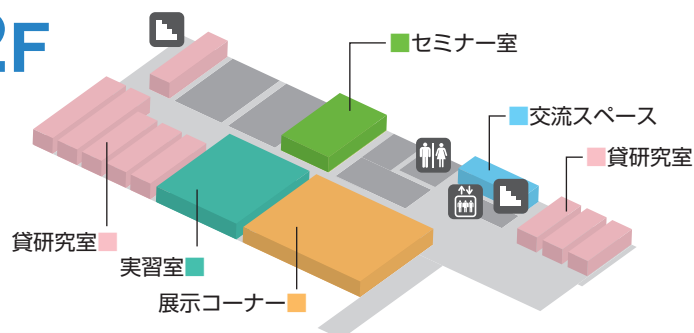 2F
■セミナー室
■交流スペース
■貸研究室
貸研究室■
実習室■
展示コーナー■